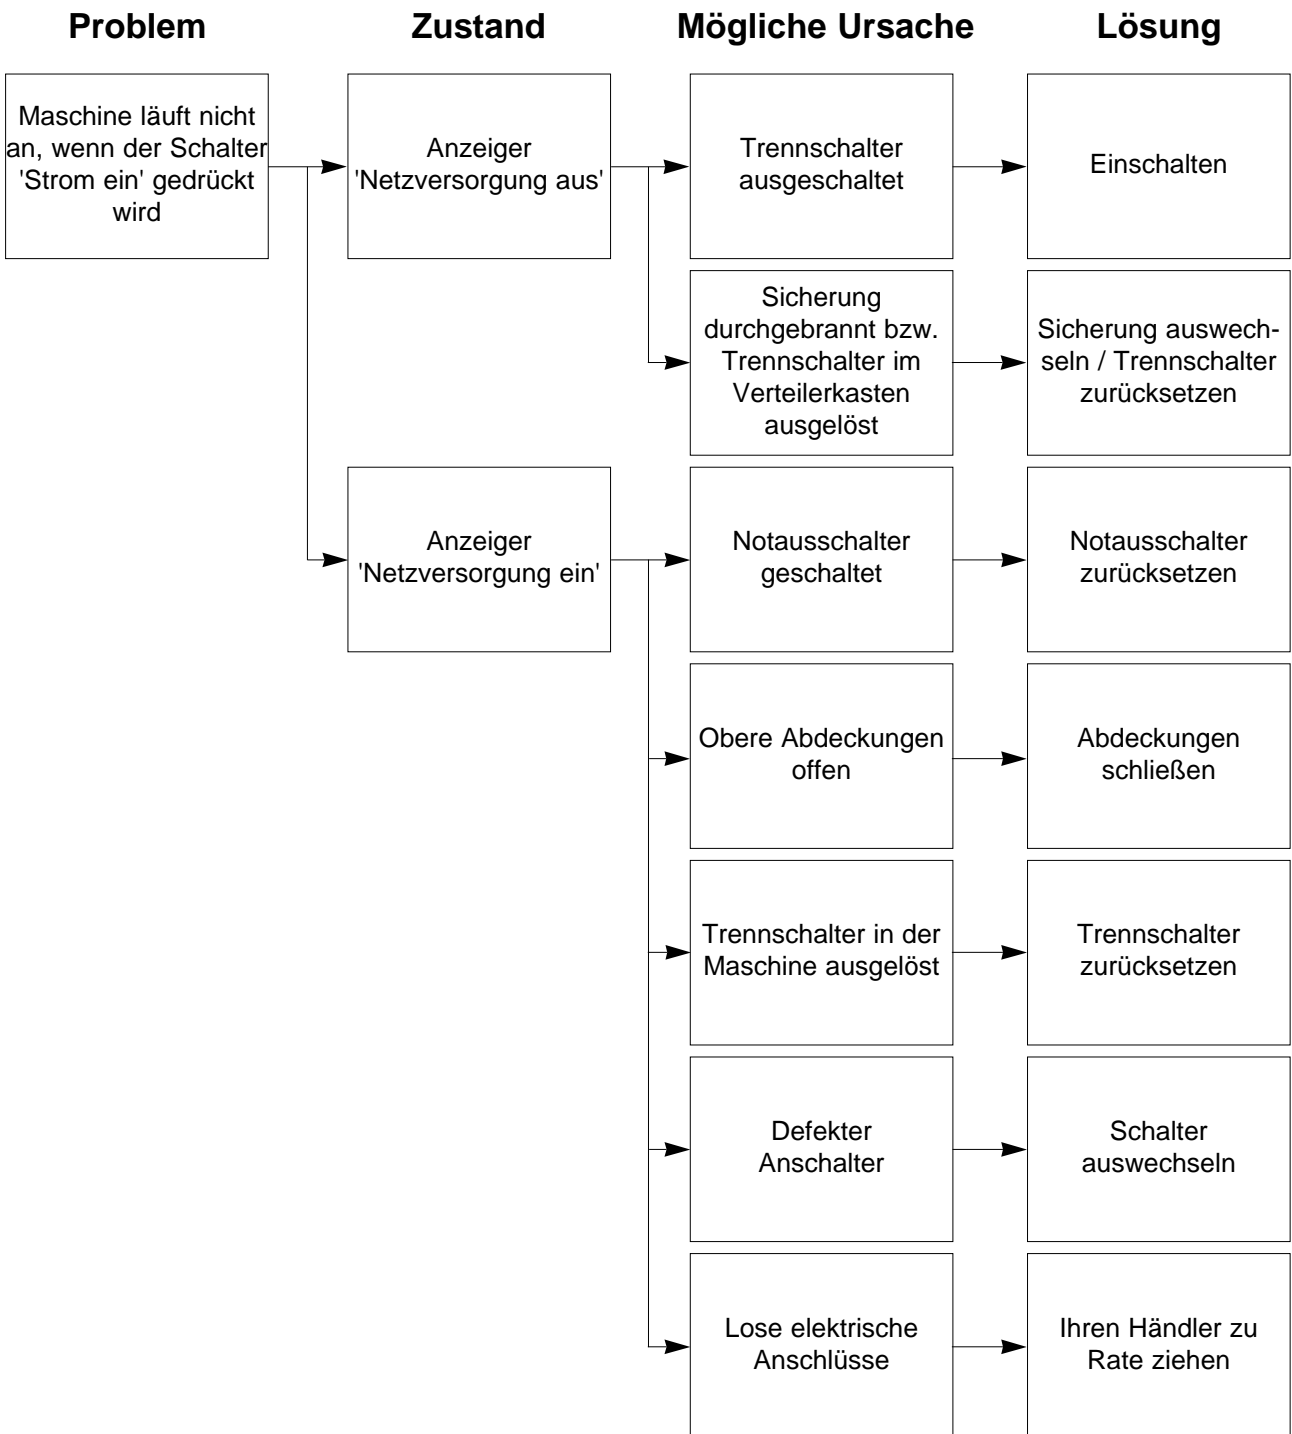 Problem
Zustand
Mögliche Ursache
Lösung
Maschine läuft nicht
an, wenn der Schalter
'Strom ein' gedrückt
wird
Anzeiger
'Netzversorgung aus'
Trennschalter
ausgeschaltet
Einschalten
Sicherung
durchgebrannt bzw.
Trennschalter im
Verteilerkasten
ausgelöst
Sicherung auswech-
seln / Trennschalter
zurücksetzen
Anzeiger
'Netzversorgung ein'
Notausschalter
geschaltet
Notausschalter
zurücksetzen
Obere Abdeckungen
offen
Abdeckungen
schließen
Trennschalter in der
Maschine ausgelöst
Trennschalter
zurücksetzen
Defekter
Anschalter
Schalter
auswechseln
Lose elektrische
Anschlüsse
Ihren Händler zu
Rate ziehen